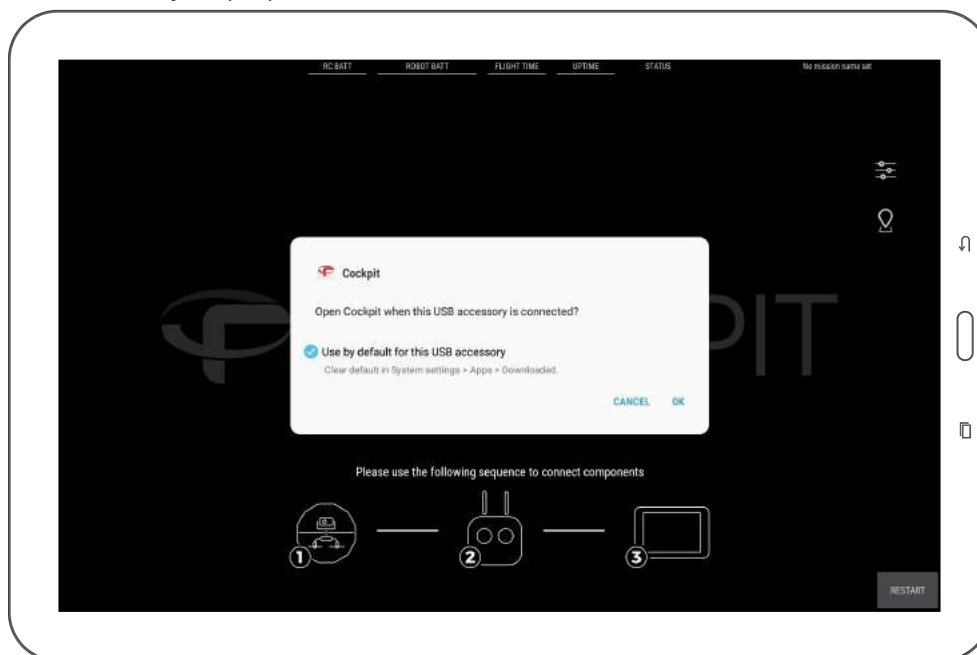 RC BATT ROBOT BATT FLIGHT TIME UPTIME STATUS No mission name set
Cockpit
Open Cockpit when this USB accessory is connected?
PIT
Use by default for this USB accessory
Clear default in System settings > Apps > Downloaded.
CANCEL OK
Please use the following sequence to connect components
1 2 3
RESTART